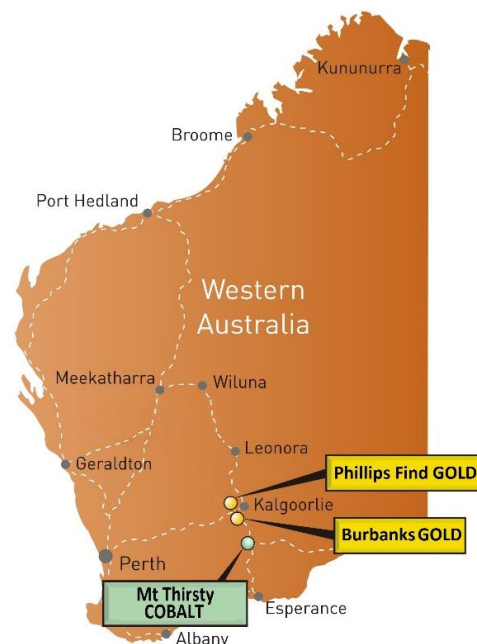 Kununurra
Broome
Port Hedland
Western
Australia
Meekatharra
Wiluna
Leonora
Geraldton
Phillips Find GOLD
Kalgoorlie
Burbanks GOLD
Perth
Mt Thirsty
COBALT
Esperance
Albany